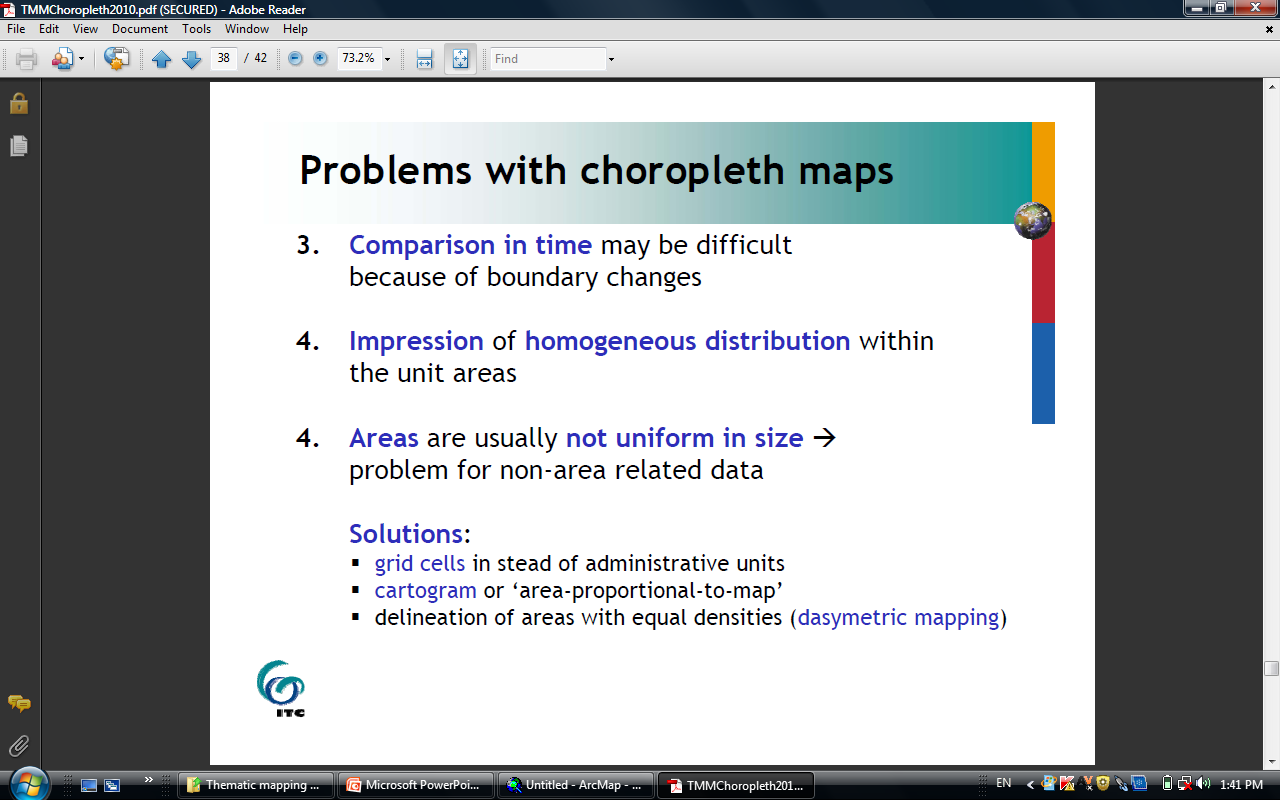 TMMChoropleth2010.pdf (SECURED) - Adobe Reader
File Edit View Document Tools Window Help
38 / 42 73.2% Find
Problems with choropleth maps
3. Comparison in time may be difficult
because of boundary changes
4. Impression of homogeneous distribution within
the unit areas
4. Areas are usually not uniform in size →
problem for non-area related data
Solutions:
▪ grid cells in stead of administrative units
▪ cartogram or ‘area-proportional-to-map’
▪ delineation of areas with equal densities (dasymetric mapping)
ITC
Thematic mapping ... Microsoft PowerPoi... Untitled - ArcMap - ... TMMChoropleth201... EN 1:41 PM